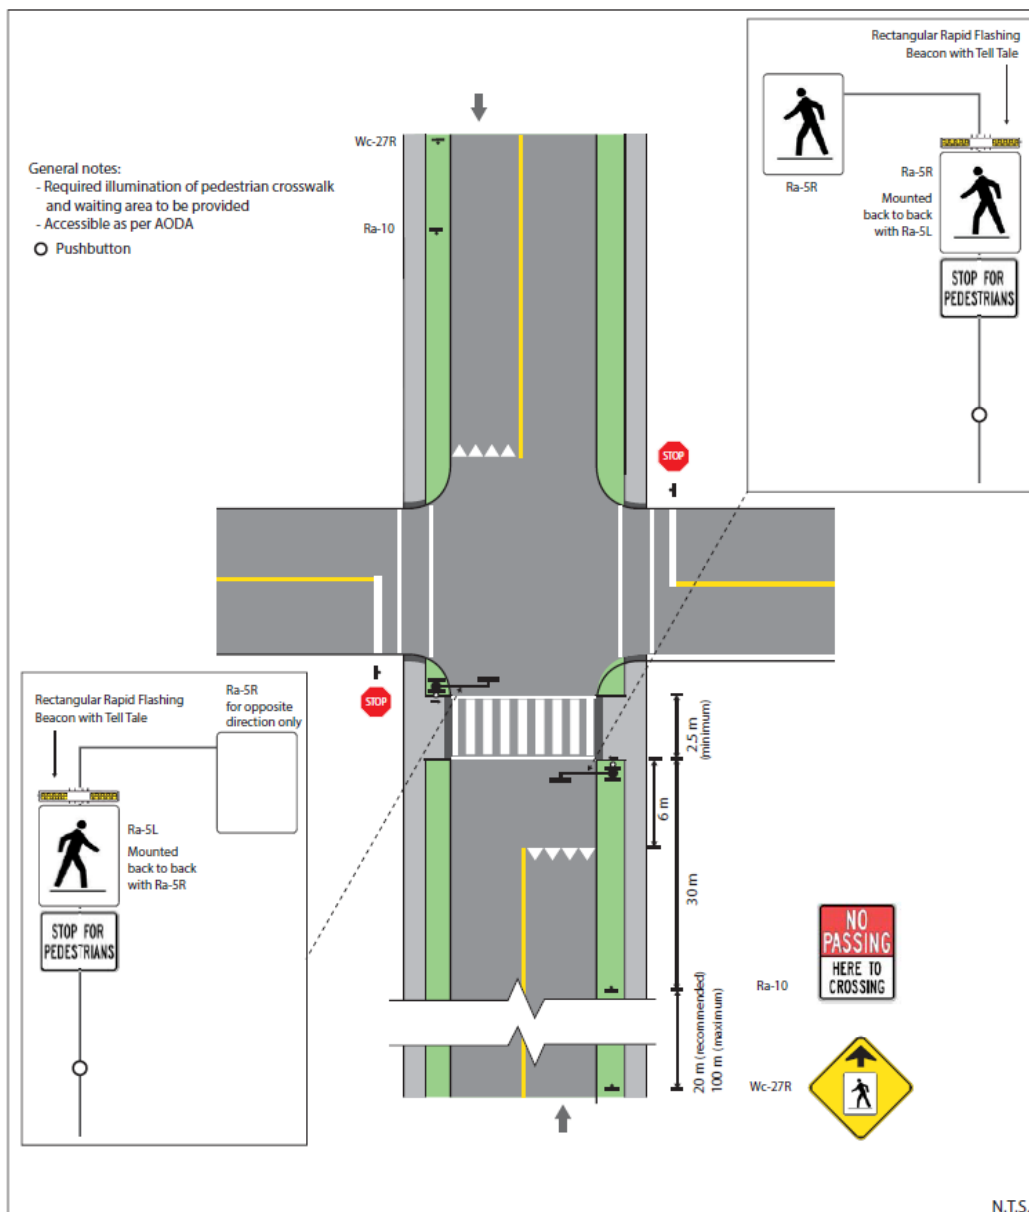 Rectangular Rapid Flashing
Beacon with Tell Tale
Ra-5R
Ra-5R
Mounted
back to back
with Ra-5L
STOP FOR
PEDESTRIANS
Wc-27R
General notes:
- Required illumination of pedestrian crosswalk
and waiting area to be provided
- Accessible as per AODA
Pushbutton
Ra-10
STOP
STOP
Rectangular Rapid Flashing
Beacon with Tell Tale
Ra-5R
for opposite
direction only
Ra-5L
Mounted
back to back
with Ra-5R
STOP FOR
PEDESTRIANS
2.5 m
(minimum)
6 m
30 m
20 m (recommended)
100 m (maximum)
Ra-10
NO
PASSING
HERE TO
CROSSING
Wc-27R
N.T.S.